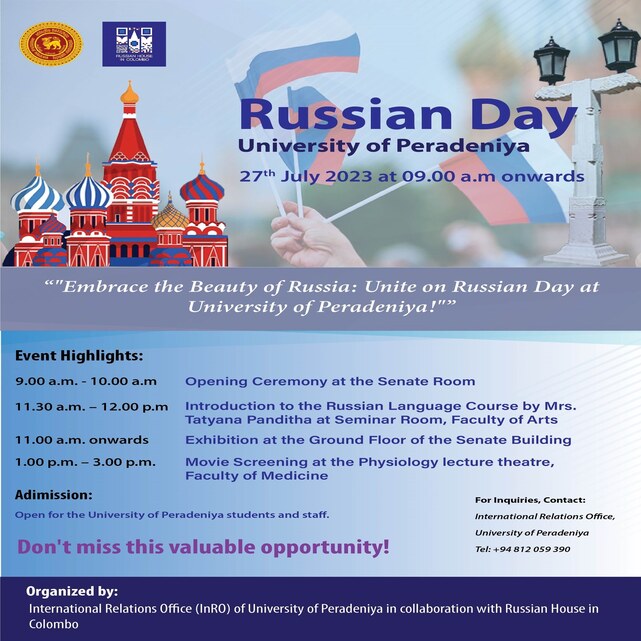 RUSSIAN HOUSE
IN COLOMBO
Russian Day
University of Peradeniya
27th July 2023 at 09.00 a.m onwards
“"Embrace the Beauty of Russia: Unite on Russian Day at
University of Peradeniya!"”
Event Highlights:
9.00 a.m. - 10.00 a.m Opening Ceremony at the Senate Room
11.30 a.m. – 12.00 p.m Introduction to the Russian Language Course by Mrs.
Tatyana Panditha at Seminar Room, Faculty of Arts
11.00 a.m. onwards Exhibition at the Ground Floor of the Senate Building
1.00 p.m. – 3.00 p.m. Movie Screening at the Physiology lecture theatre,
Faculty of Medicine
Adimission:
Open for the University of Peradeniya students and staff.
Don't miss this valuable opportunity!
For Inquiries, Contact:
International Relations Office,
University of Peradeniya
Tel: +94 812 059 390
Organized by:
International Relations Office (InRO) of University of Peradeniya in collaboration with Russian House in
Colombo